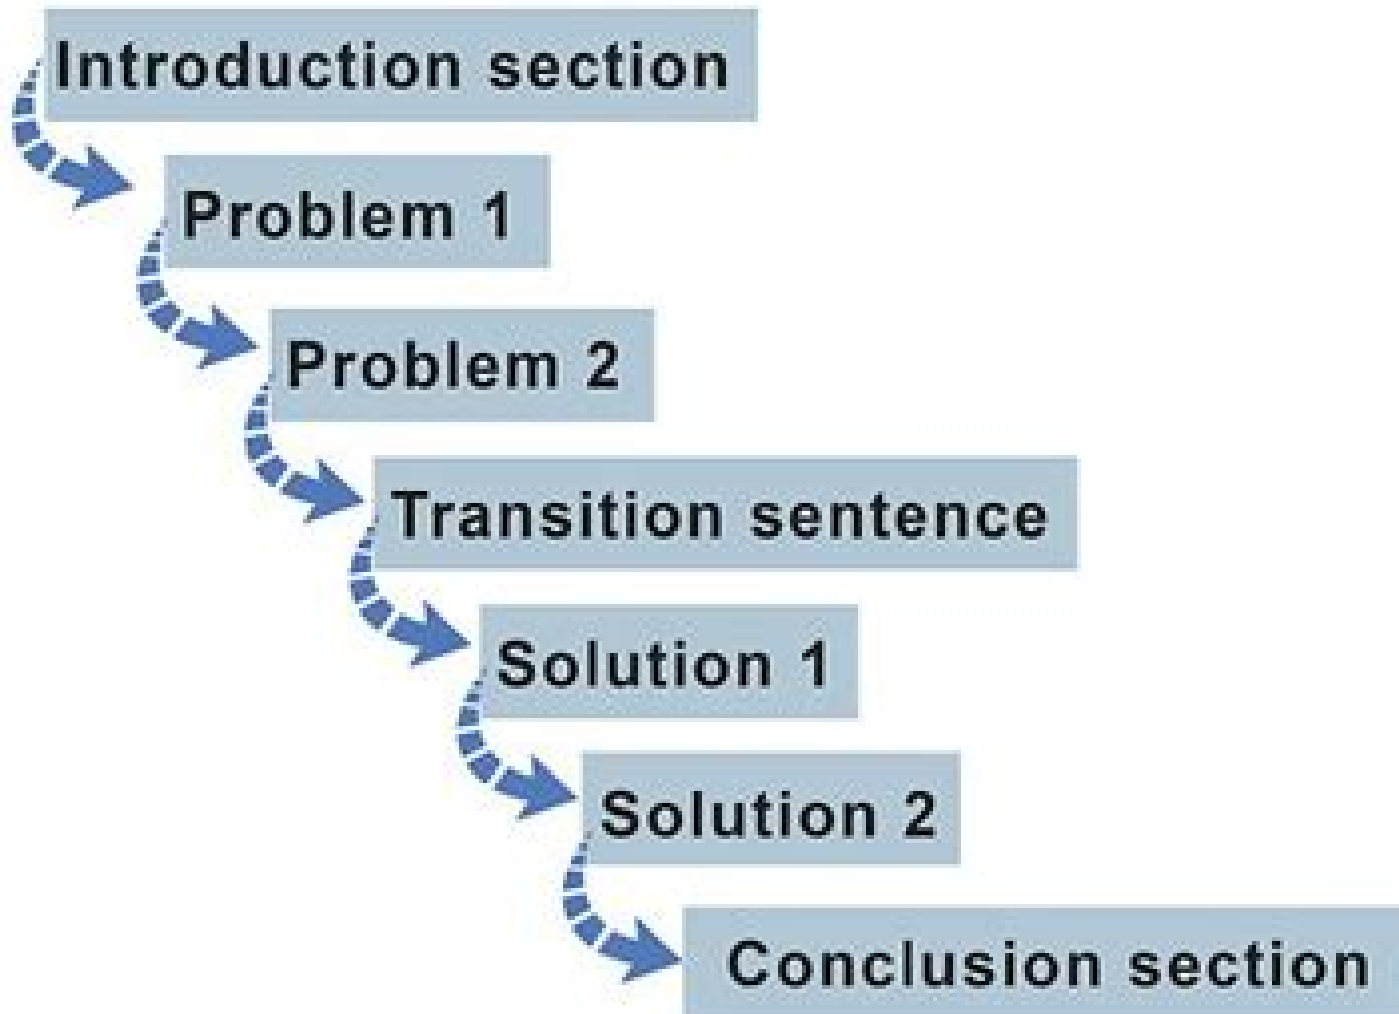 Introduction section
Problem 1
Problem 2
Transition sentence
Solution 1
Solution 2
Conclusion section